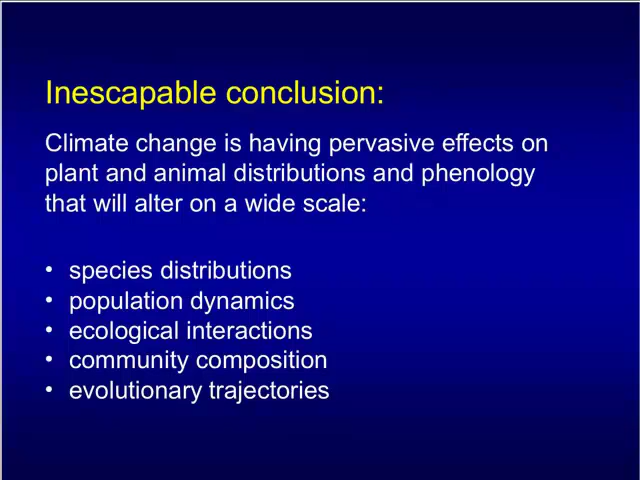 Inescapable conclusion:
Climate change is having pervasive effects on
plant and animal distributions and phenology
that will alter on a wide scale:
• species distributions
• population dynamics
• ecological interactions
• community composition
• evolutionary trajectories